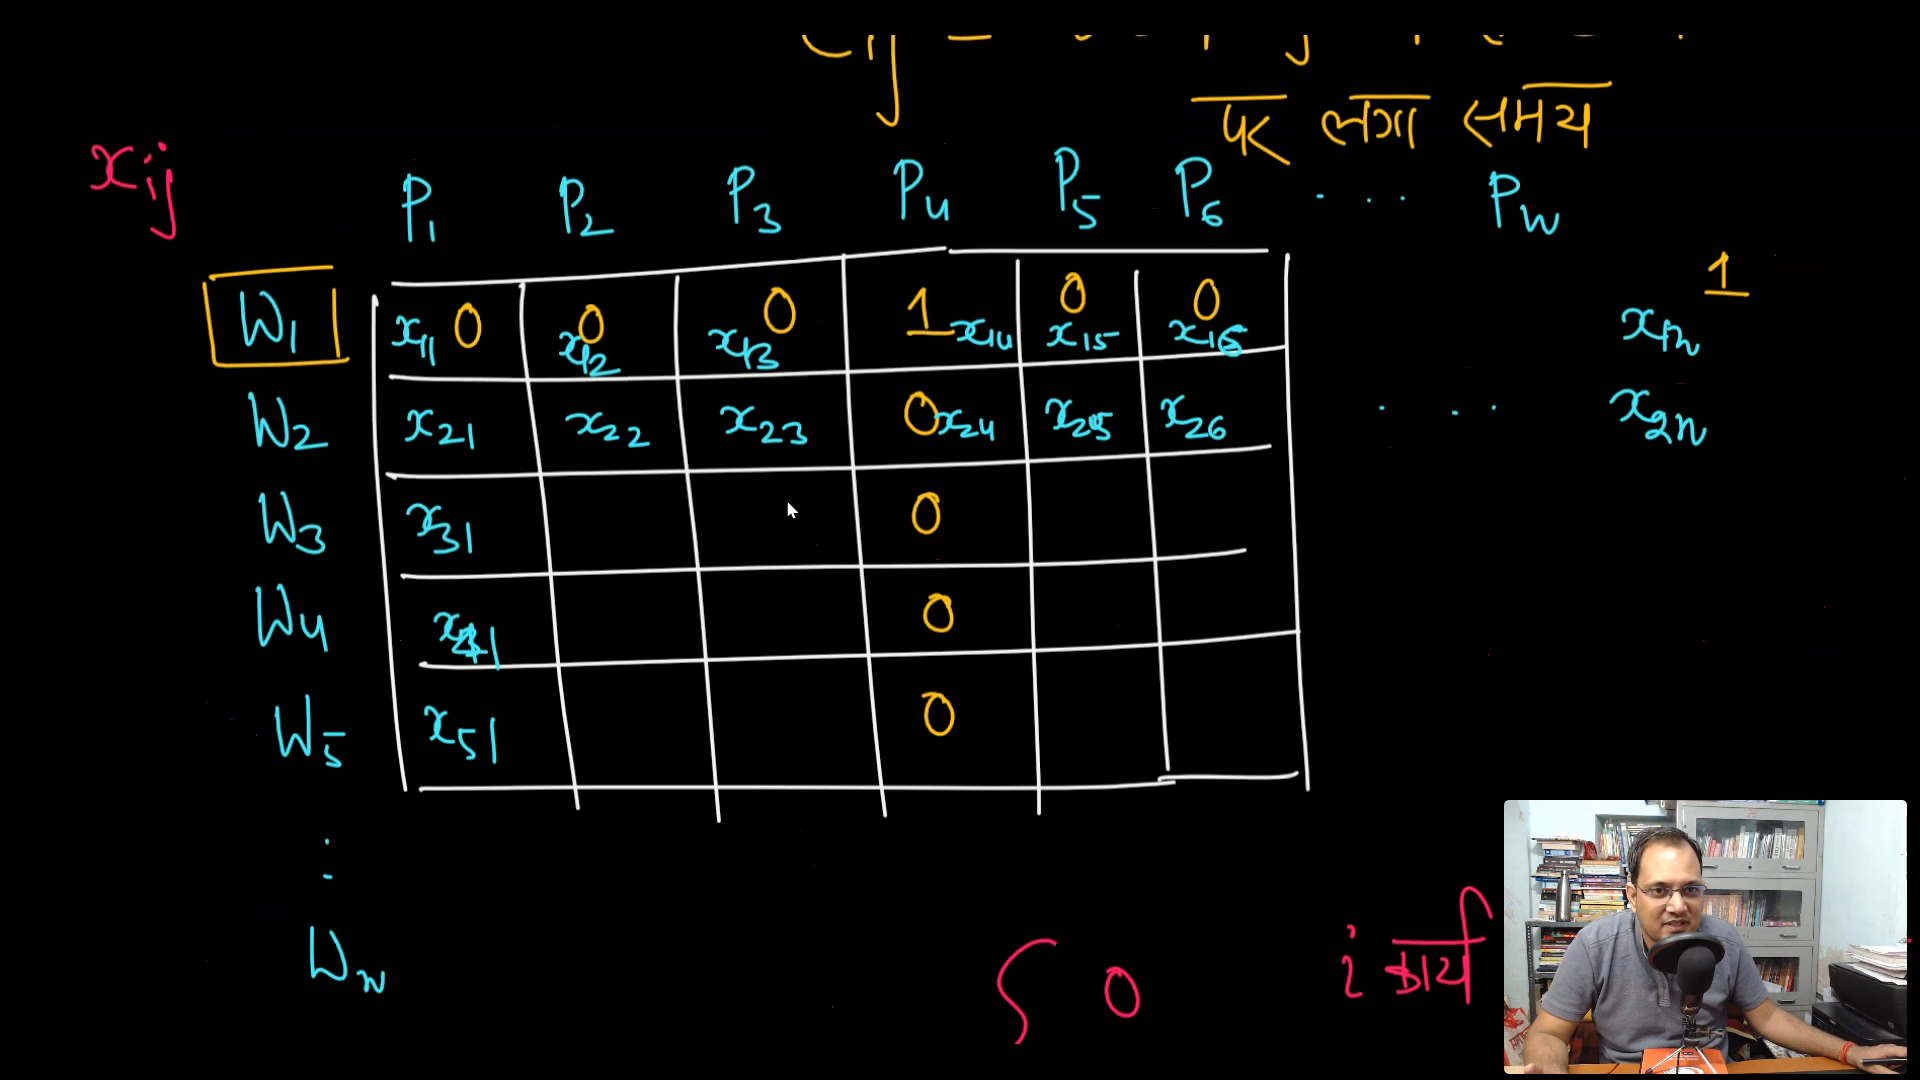 पर लगा समय
xij
P1 P2 P3 P4 P5 P6 .... Pn
W1 x11 0 x12 0 x13 0 1 x14 0 x15 0 x16 x1n 1
W2 x21 x22 x23 0 x24 x25 x26 ... x2n
W3 x31 0
W4 x41 0
W5 x51 0
:
Wn
0 i कार्य